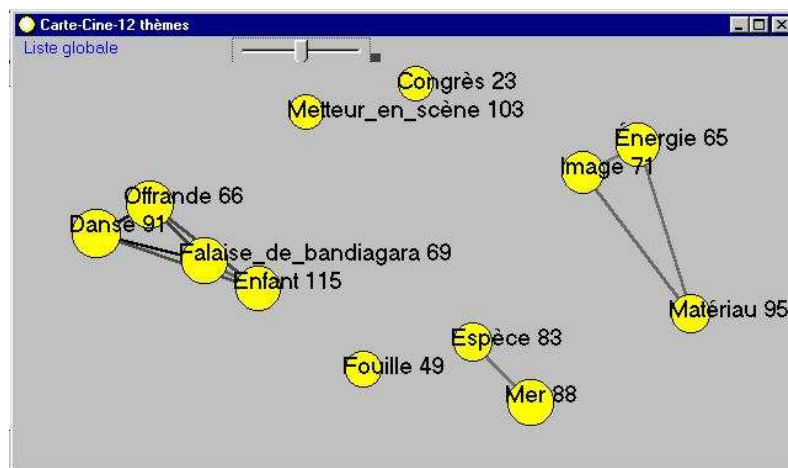 Carte-Cine-12 thèmes
Liste globale
Congrès 23
Metteur_en_scène 103
Énergie 65
Image 71
Offrande 66
Danse 91
Falaise_de_bandiagara 69
Enfant 115
Matériau 95
Espèce 83
Fouille 49
Mer 88